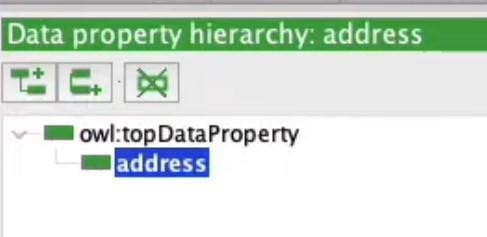 Data property hierarchy: address
owl:topDataProperty
address